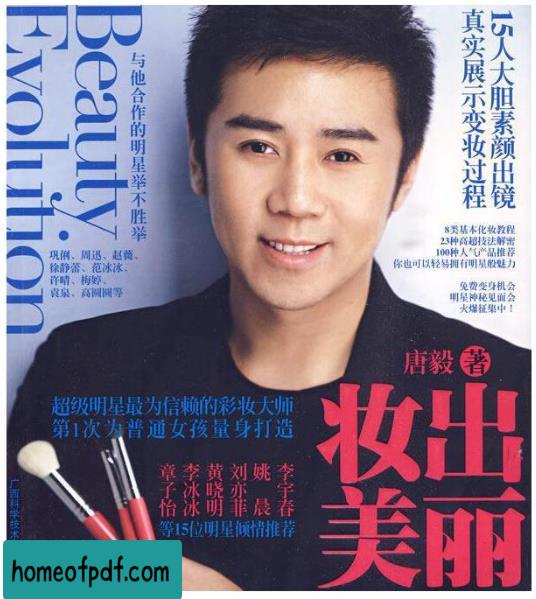 Beauty
Evolution
与他合作的明星举不胜举
巩俐、周迅、赵薇、
徐静蕾、范冰冰、
许晴、梅婷、
袁泉、高圆圆等
15人大胆素颜出镜
真实展示变妆过程
8类基本化妆教程
23种高超技法解密
100种人气产品推荐
你也可以轻易拥有明星般魅力
免费变身机会
明星神秘见面会
火爆征集中！
唐毅 著
妆出
美丽
超级明星最为信赖的彩妆大师
第1次为普通女孩量身打造
李宇春
姚晨
刘亦菲
黄晓明
李冰冰
章子怡
等15位明星倾情推荐
广西科学技术
homeofpdf.com